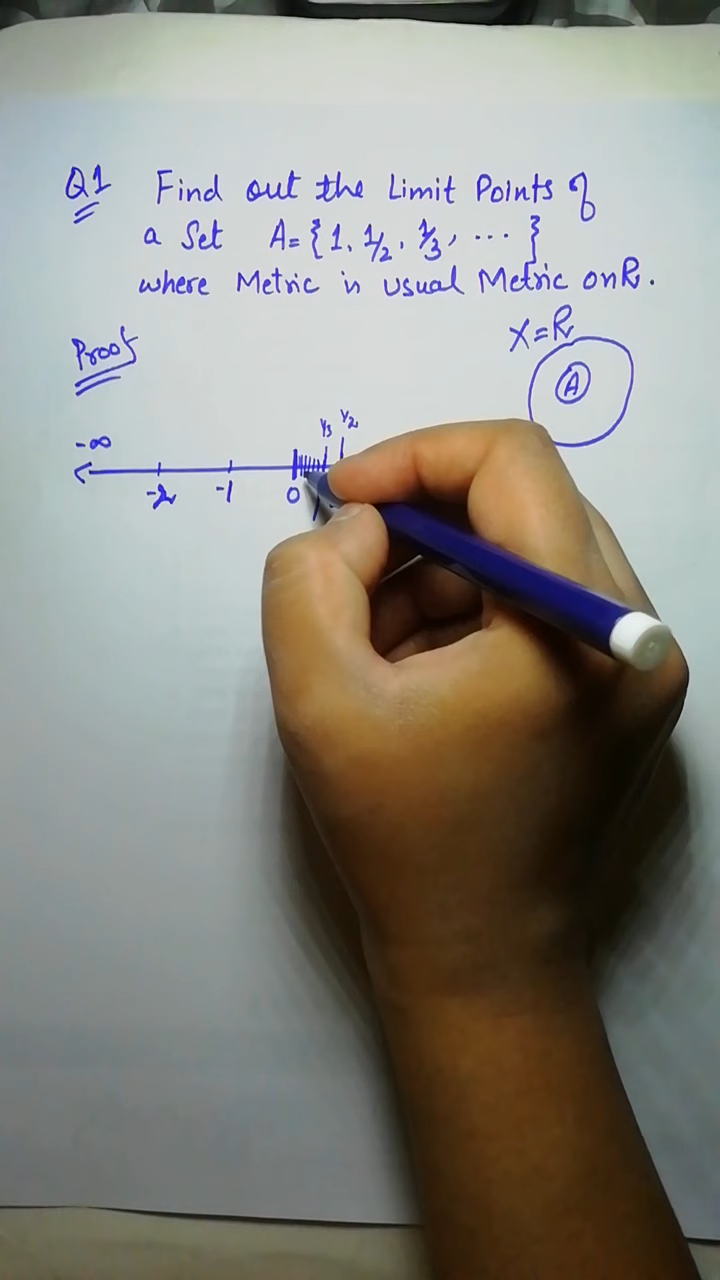 Q1 Find out the Limit Points of
a Set A = {1, 1/2, 1/3, ... }
where Metric is usual Metric on R.
Proof
X = R
A
1/3 1/2
-∞
-2 -1 0